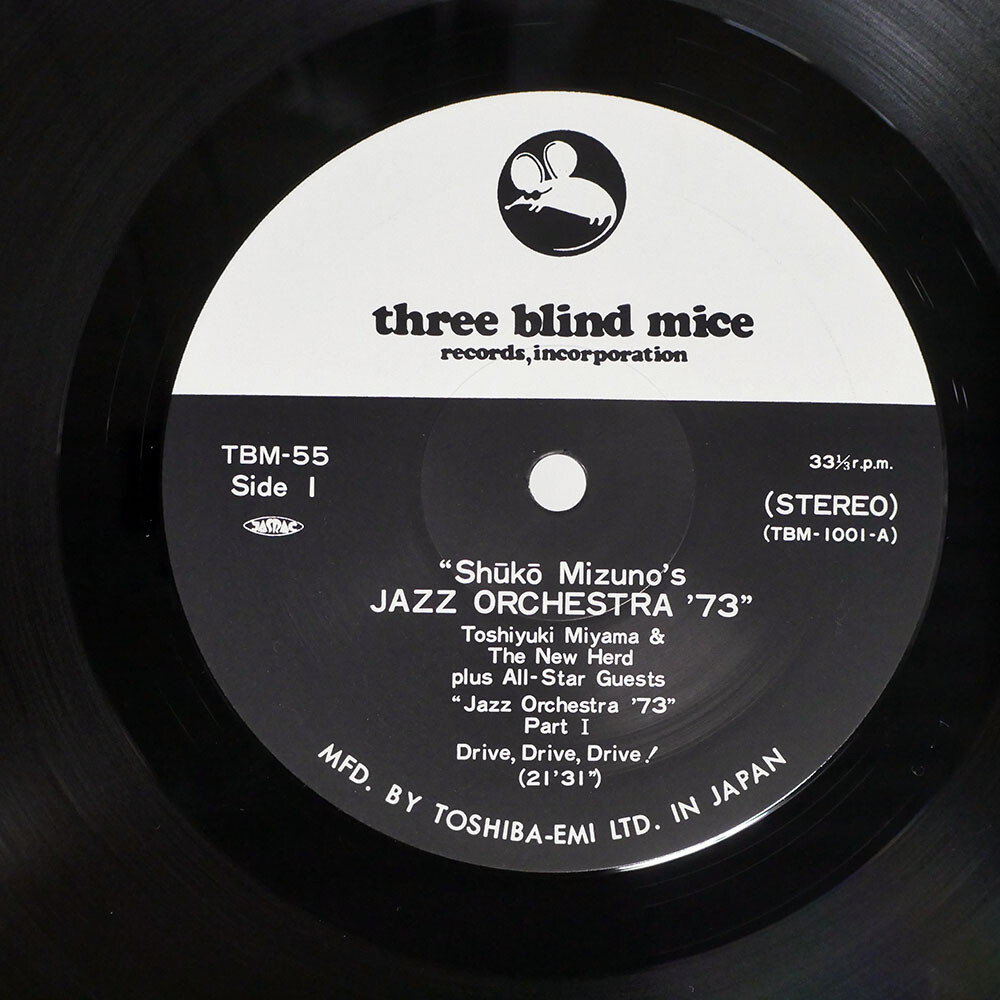 three blind mice
records, incorporation
TBM-55
Side 1
JASRAC
33⅓ r.p.m.
(STEREO)
(TBM-1001-A)
“Shūkō Mizuno's
JAZZ ORCHESTRA '73”
Toshiyuki Miyama &
The New Herd
plus All-Star Guests
“Jazz Orchestra '73”
Part I
Drive, Drive, Drive!
(21'31”)
MFD. BY TOSHIBA-EMI LTD. IN JAPAN